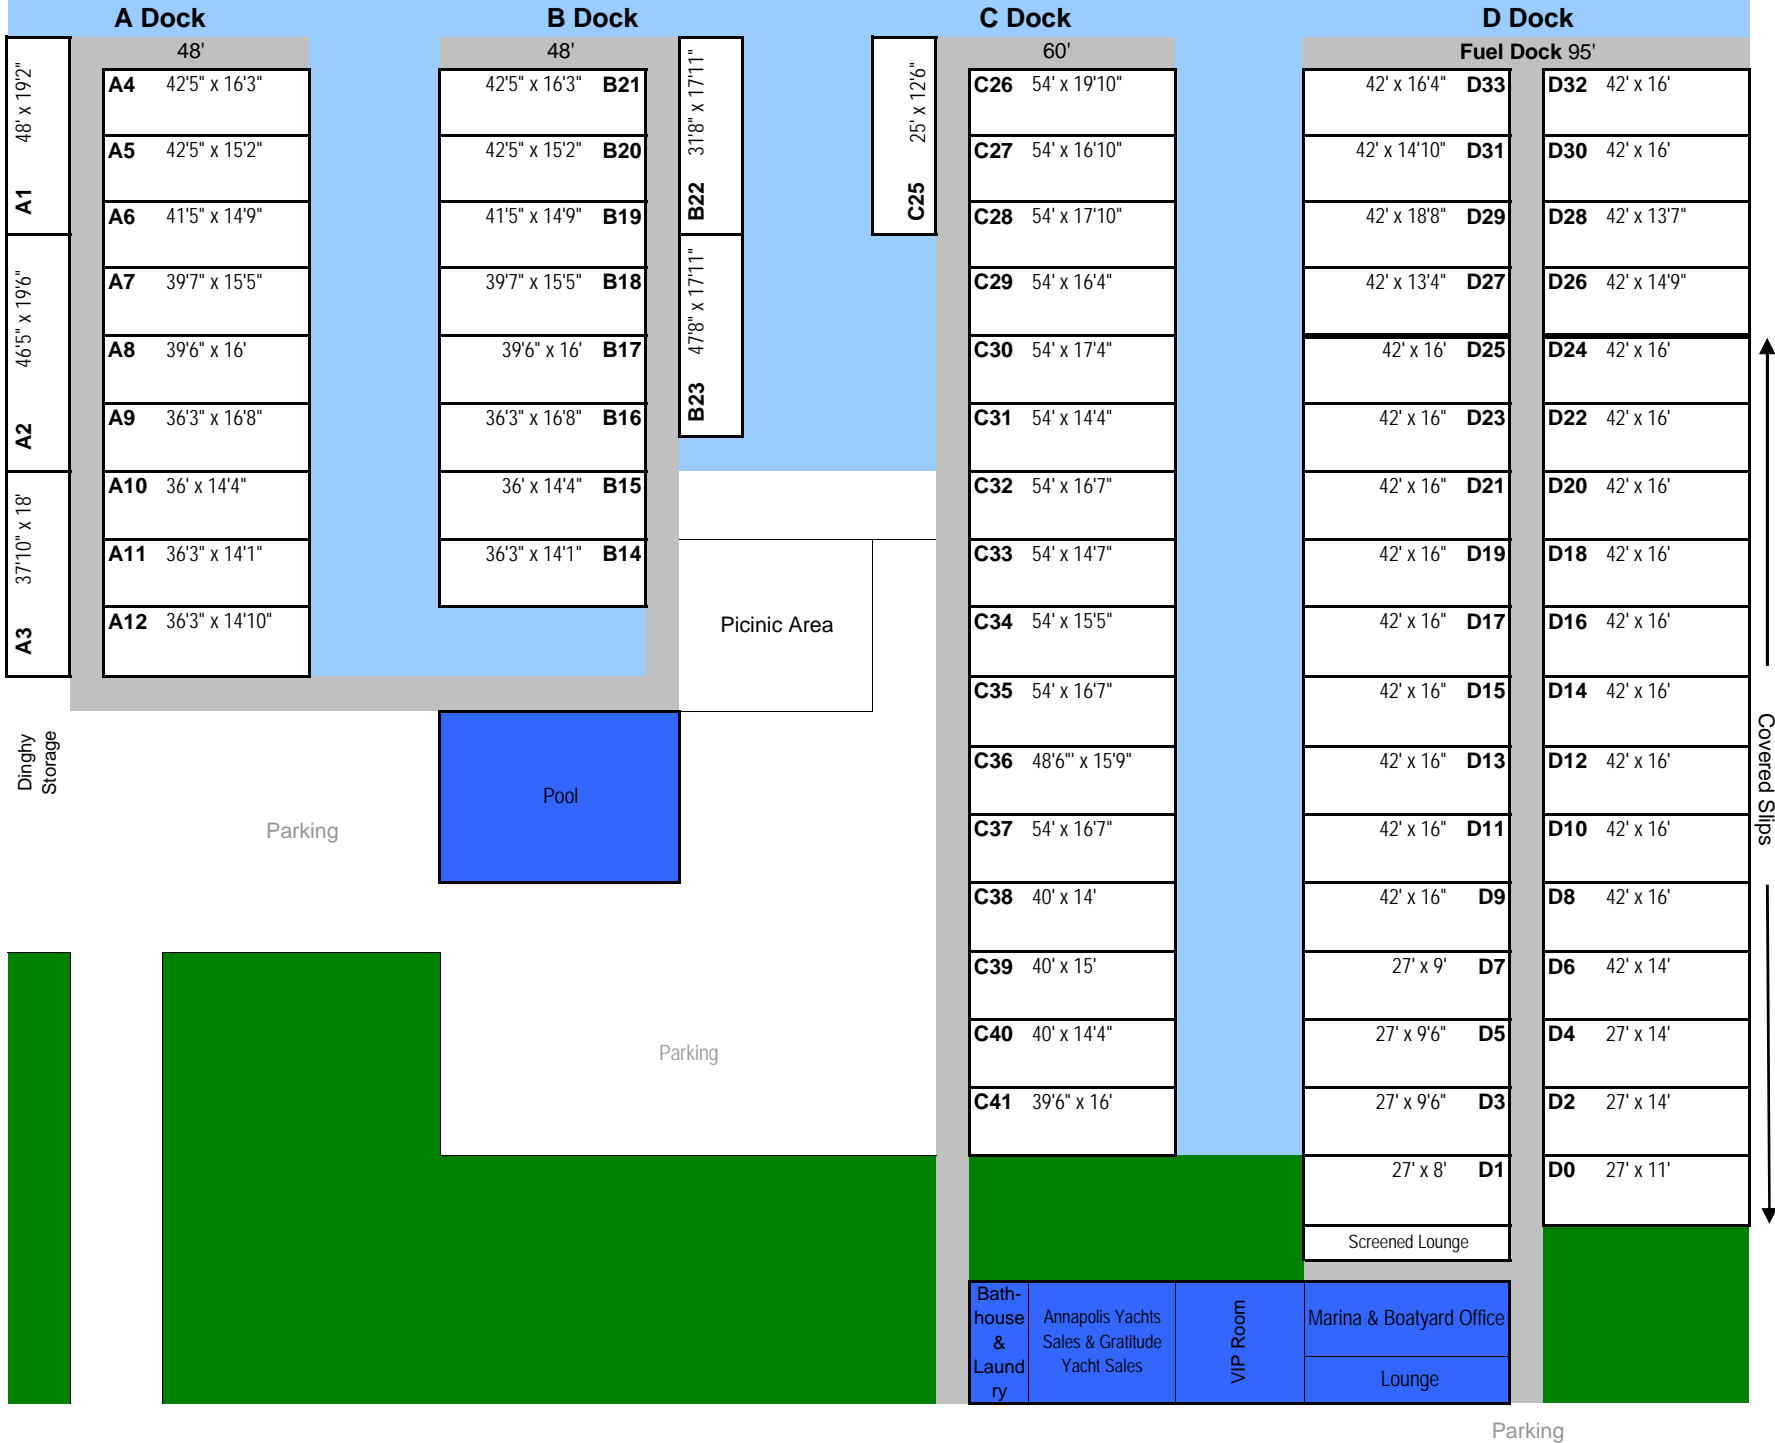 A Dock
B Dock
C Dock
D Dock
48'
48'
60'
Fuel Dock 95'
A1 48' x 19'2"
A2 46'5" x 19'6"
A3 37'10" x 18'
A4 42'5" x 16'3"
A5 42'5" x 15'2"
A6 41'5" x 14'9"
A7 39'7" x 15'5"
A8 39'6" x 16'
A9 36'3" x 16'8"
A10 36' x 14'4"
A11 36'3" x 14'1"
A12 36'3" x 14'10"
42'5" x 16'3" B21
42'5" x 15'2" B20
41'5" x 14'9" B19
39'7" x 15'5" B18
39'6" x 16' B17
36'3" x 16'8" B16
36' x 14'4" B15
36'3" x 14'1" B14
B22 31'8" x 17'11"
B23 47'8" x 17'11"
C25 25' x 12'6"
C26 54' x 19'10"
C27 54' x 16'10"
C28 54' x 17'10"
C29 54' x 16'4"
C30 54' x 17'4"
C31 54' x 14'4"
C32 54' x 16'7"
C33 54' x 14'7"
C34 54' x 15'5"
C35 54' x 16'7"
C36 48'6"' x 15'9"
C37 54' x 16'7"
C38 40' x 14'
C39 40' x 15'
C40 40' x 14'4"
C41 39'6" x 16'
42' x 16'4" D33
42' x 14'10" D31
42' x 18'8" D29
42' x 13'4" D27
42' x 16' D25
42' x 16" D23
42' x 16" D21
42' x 16" D19
42' x 16" D17
42' x 16" D15
42' x 16" D13
42' x 16" D11
42' x 16" D9
27' x 9' D7
27' x 9'6" D5
27' x 9'6" D3
27' x 8' D1
D32 42' x 16'
D30 42' x 16'
D28 42' x 13'7"
D26 42' x 14'9"
D24 42' x 16'
D22 42' x 16'
D20 42' x 16'
D18 42' x 16'
D16 42' x 16'
D14 42' x 16'
D12 42' x 16'
D10 42' x 16'
D8 42' x 16'
D6 42' x 14'
D4 27' x 14'
D2 27' x 14'
D0 27' x 11'
Covered Slips
Picinic Area
Dinghy
Storage
Pool
Parking
Parking
Screened Lounge
Bath-
house
&
Laund
ry
Annapolis Yachts
Sales & Gratitude
Yacht Sales
VIP Room
Marina & Boatyard Office
Lounge
Parking